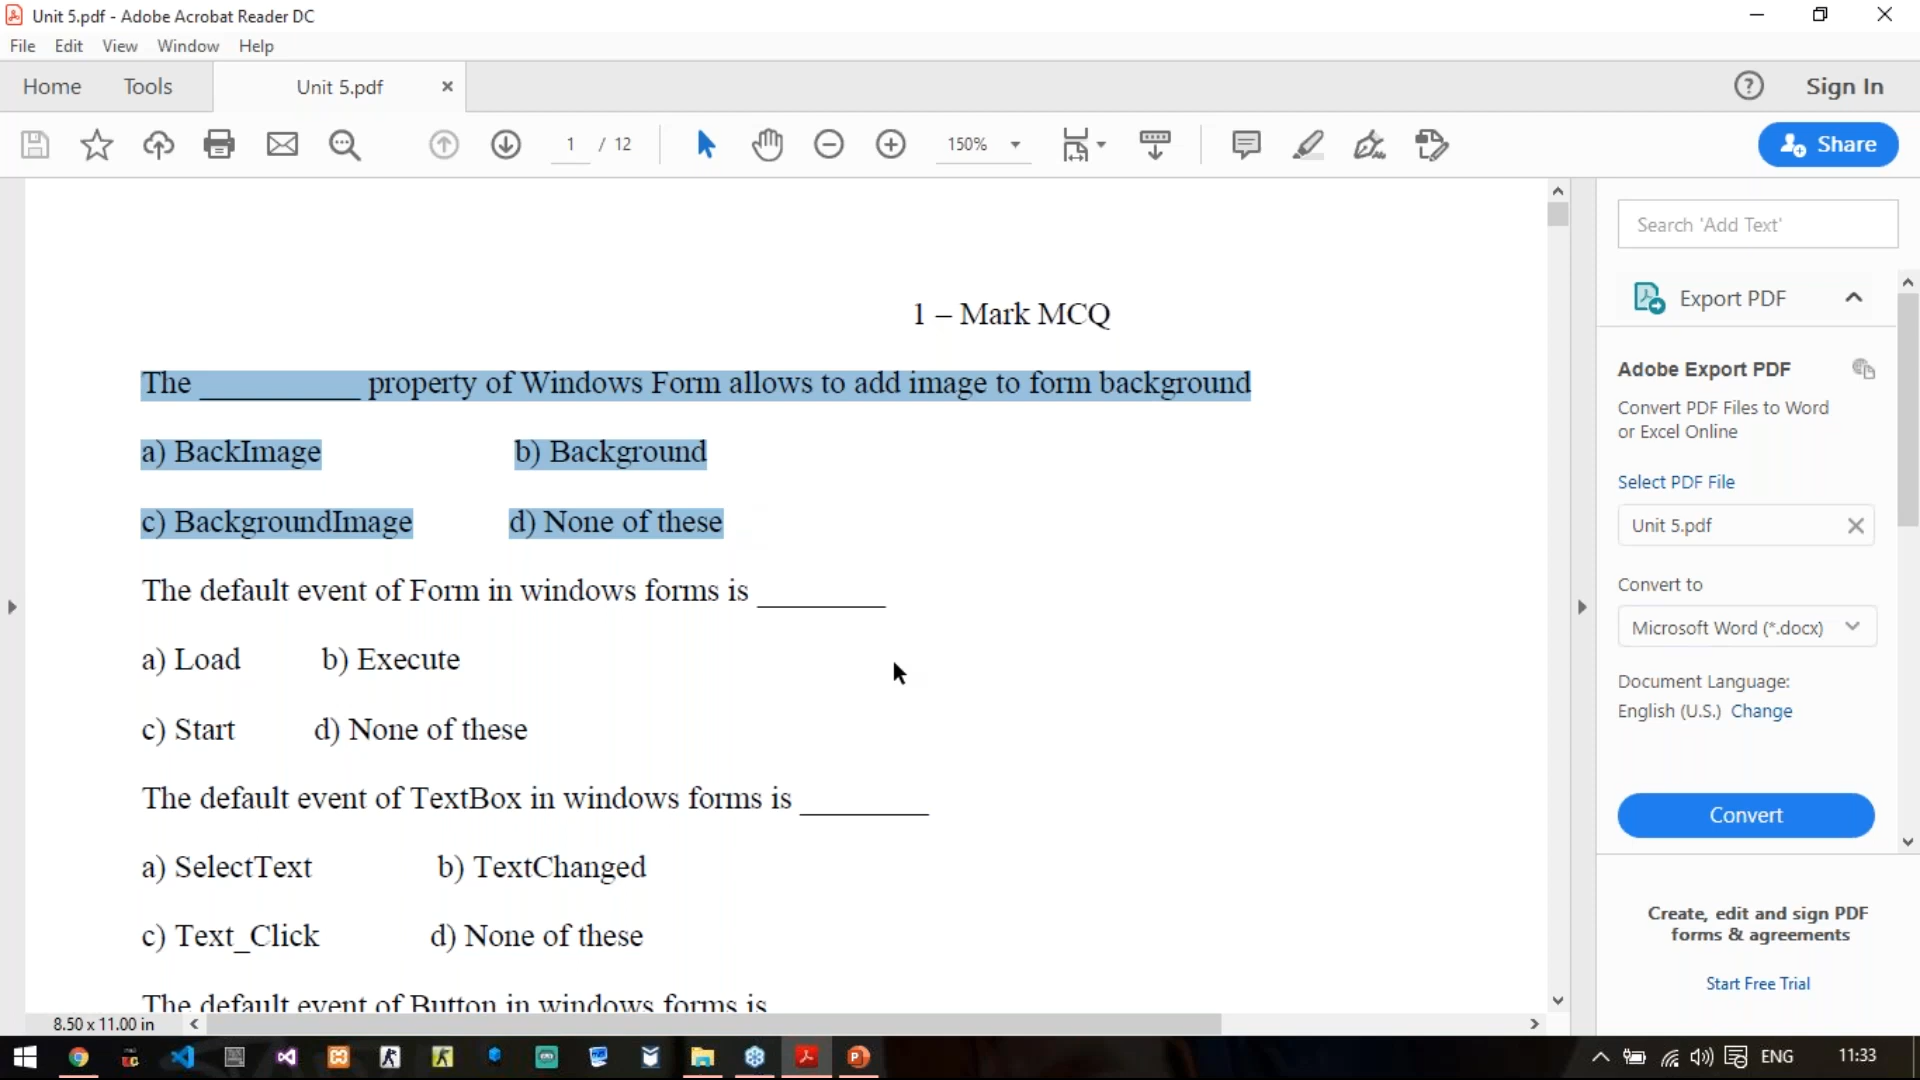 Unit 5.pdf - Adobe Acrobat Reader DC
File Edit View Window Help
Home Tools Unit 5.pdf × Sign In
1 / 12 150% Share
1 – Mark MCQ
The __________ property of Windows Form allows to add image to form background
a) BackImage b) Background
c) BackgroundImage d) None of these
The default event of Form in windows forms is ________
a) Load b) Execute
c) Start d) None of these
The default event of TextBox in windows forms is ________
a) SelectText b) TextChanged
c) Text_Click d) None of these
The default event of Button in windows forms is
8.50 x 11.00 in
Search 'Add Text'
Export PDF
Adobe Export PDF
Convert PDF Files to Word
or Excel Online
Select PDF File
Unit 5.pdf
Convert to
Microsoft Word (*.docx)
Document Language:
English (U.S.) Change
Convert
Create, edit and sign PDF
forms & agreements
Start Free Trial
ENG 11:33